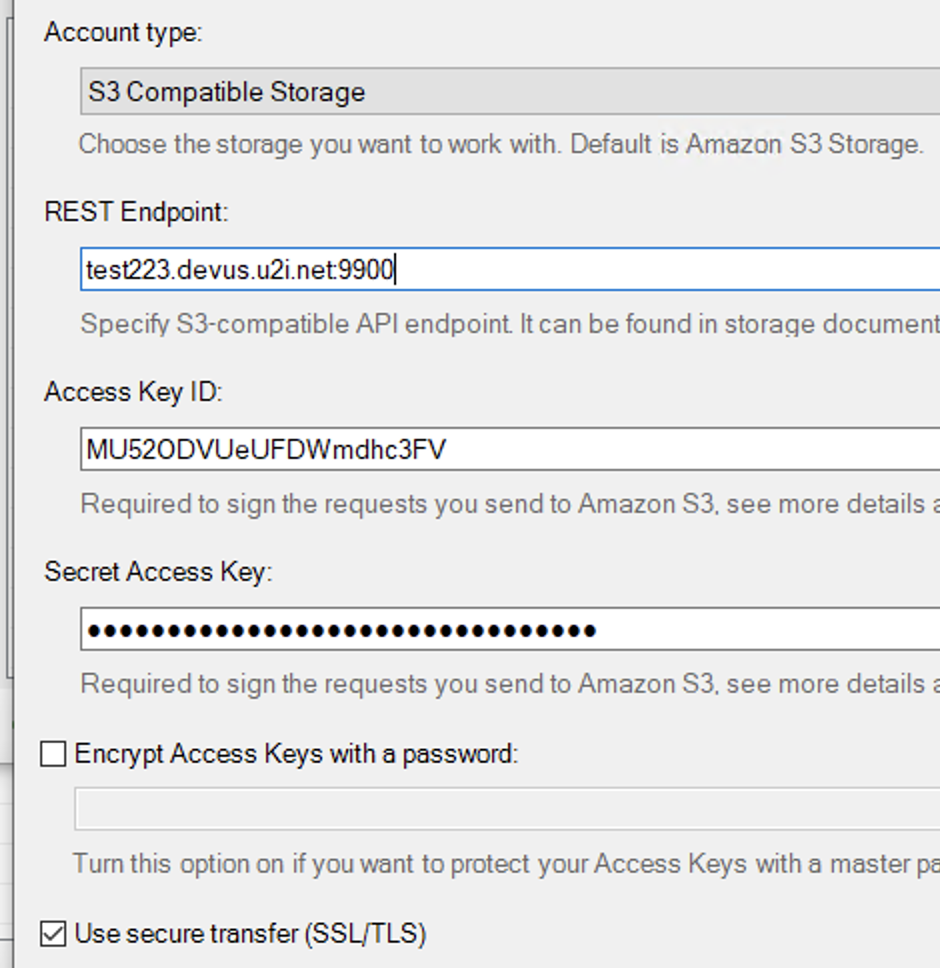 Account type:
S3 Compatible Storage
Choose the storage you want to work with. Default is Amazon S3 Storage.
REST Endpoint:
test223.devus.u2i.net:9900
Specify S3-compatible API endpoint. It can be found in storage document
Access Key ID:
MU52ODVUeUFDWmdhc3FV
Required to sign the requests you send to Amazon S3, see more details a
Secret Access Key:
••••••••••••••••••••••••••••••••
Required to sign the requests you send to Amazon S3, see more details a
Encrypt Access Keys with a password:
Turn this option on if you want to protect your Access Keys with a master pa
Use secure transfer (SSL/TLS)